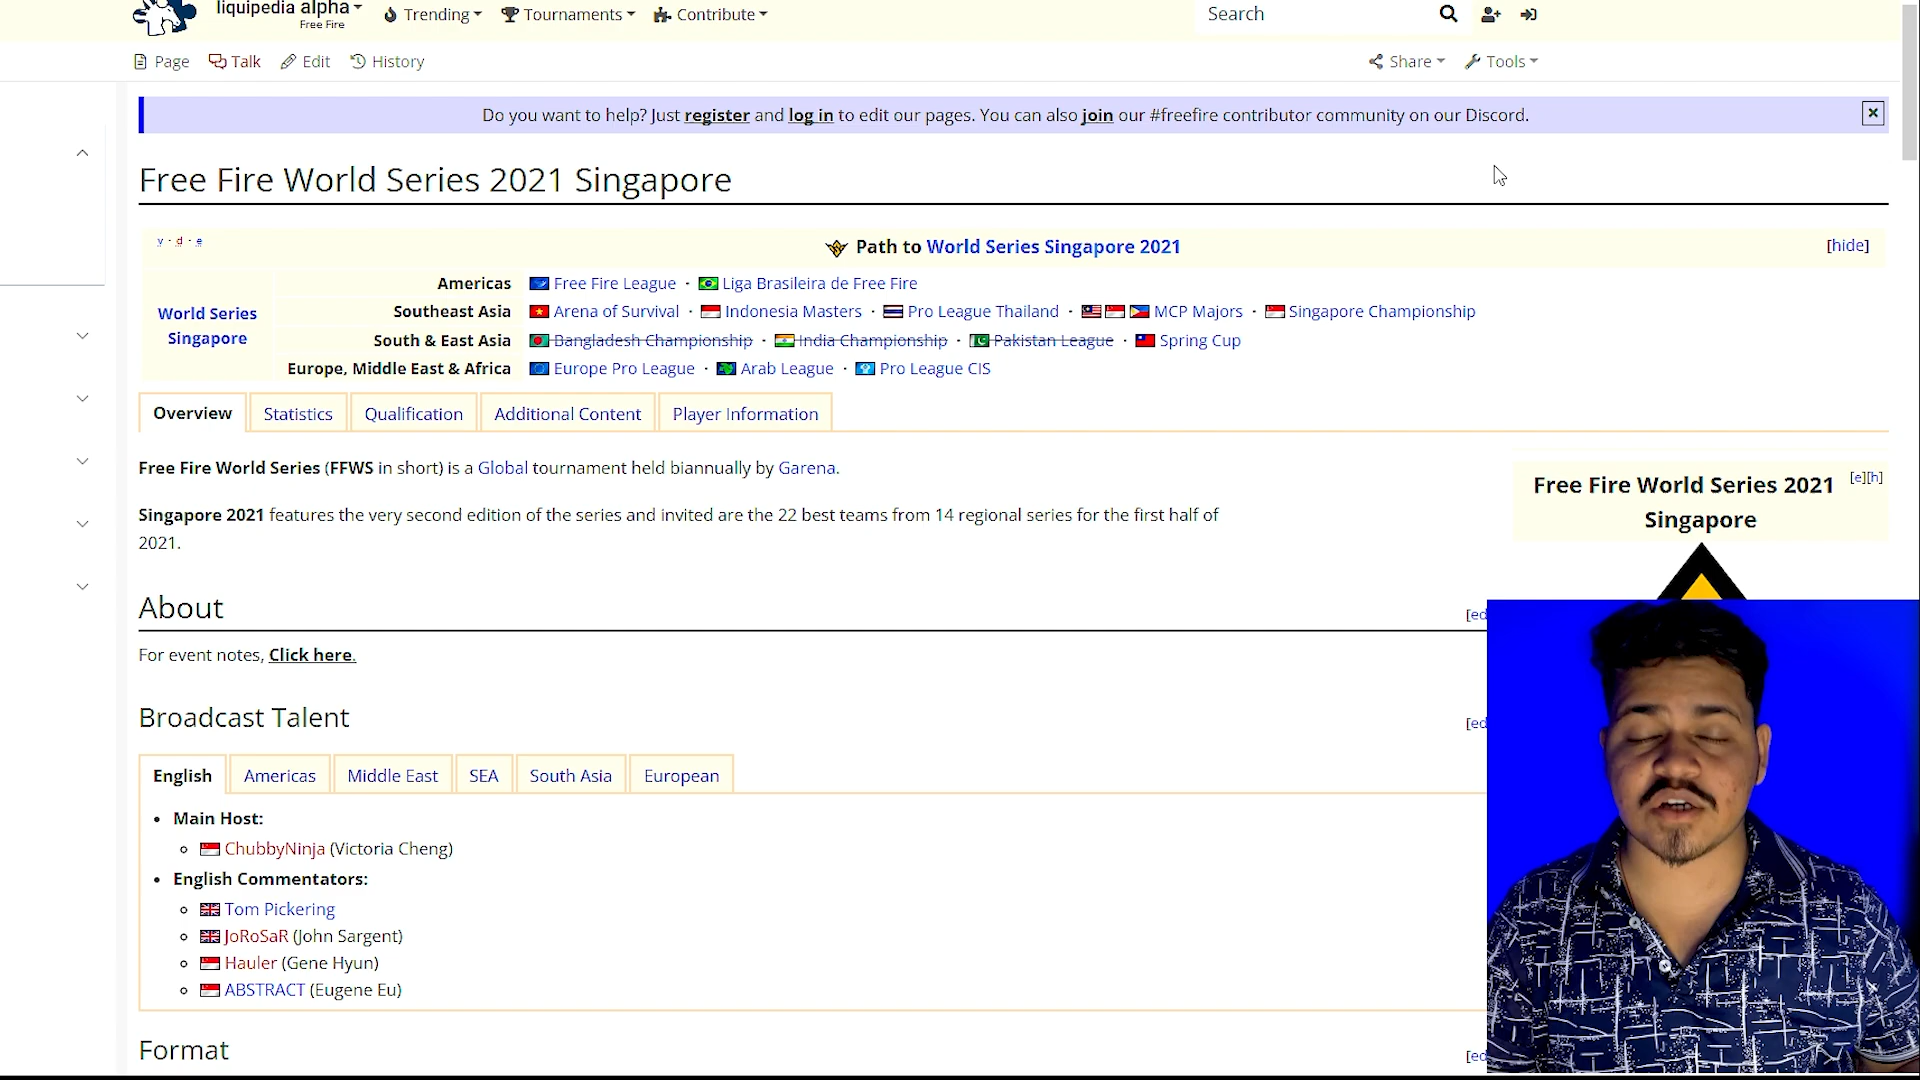 liquipedia alpha
Free Fire
Trending
Tournaments
Contribute
Search
Page
Talk
Edit
History
Share
Tools
Do you want to help? Just register and log in to edit our pages. You can also join our #freefire contributor community on our Discord.
Free Fire World Series 2021 Singapore
v · d · e
Path to World Series Singapore 2021
[hide]
World Series
Singapore
Americas
Free Fire League · Liga Brasileira de Free Fire
Southeast Asia
Arena of Survival · Indonesia Masters · Pro League Thailand · MCP Majors · Singapore Championship
South & East Asia
Bangladesh Championship · India Championship · Pakistan League · Spring Cup
Europe, Middle East & Africa
Europe Pro League · Arab League · Pro League CIS
Overview
Statistics
Qualification
Additional Content
Player Information
Free Fire World Series (FFWS in short) is a Global tournament held biannually by Garena.
Singapore 2021 features the very second edition of the series and invited are the 22 best teams from 14 regional series for the first half of
2021.
[e][h]
Free Fire World Series 2021
Singapore
About
[ed
For event notes, Click here.
Broadcast Talent
[ed
English
Americas
Middle East
SEA
South Asia
European
• Main Host:
ChubbyNinja (Victoria Cheng)
• English Commentators:
Tom Pickering
JoRoSaR (John Sargent)
Hauler (Gene Hyun)
ABSTRACT (Eugene Eu)
Format
[ed